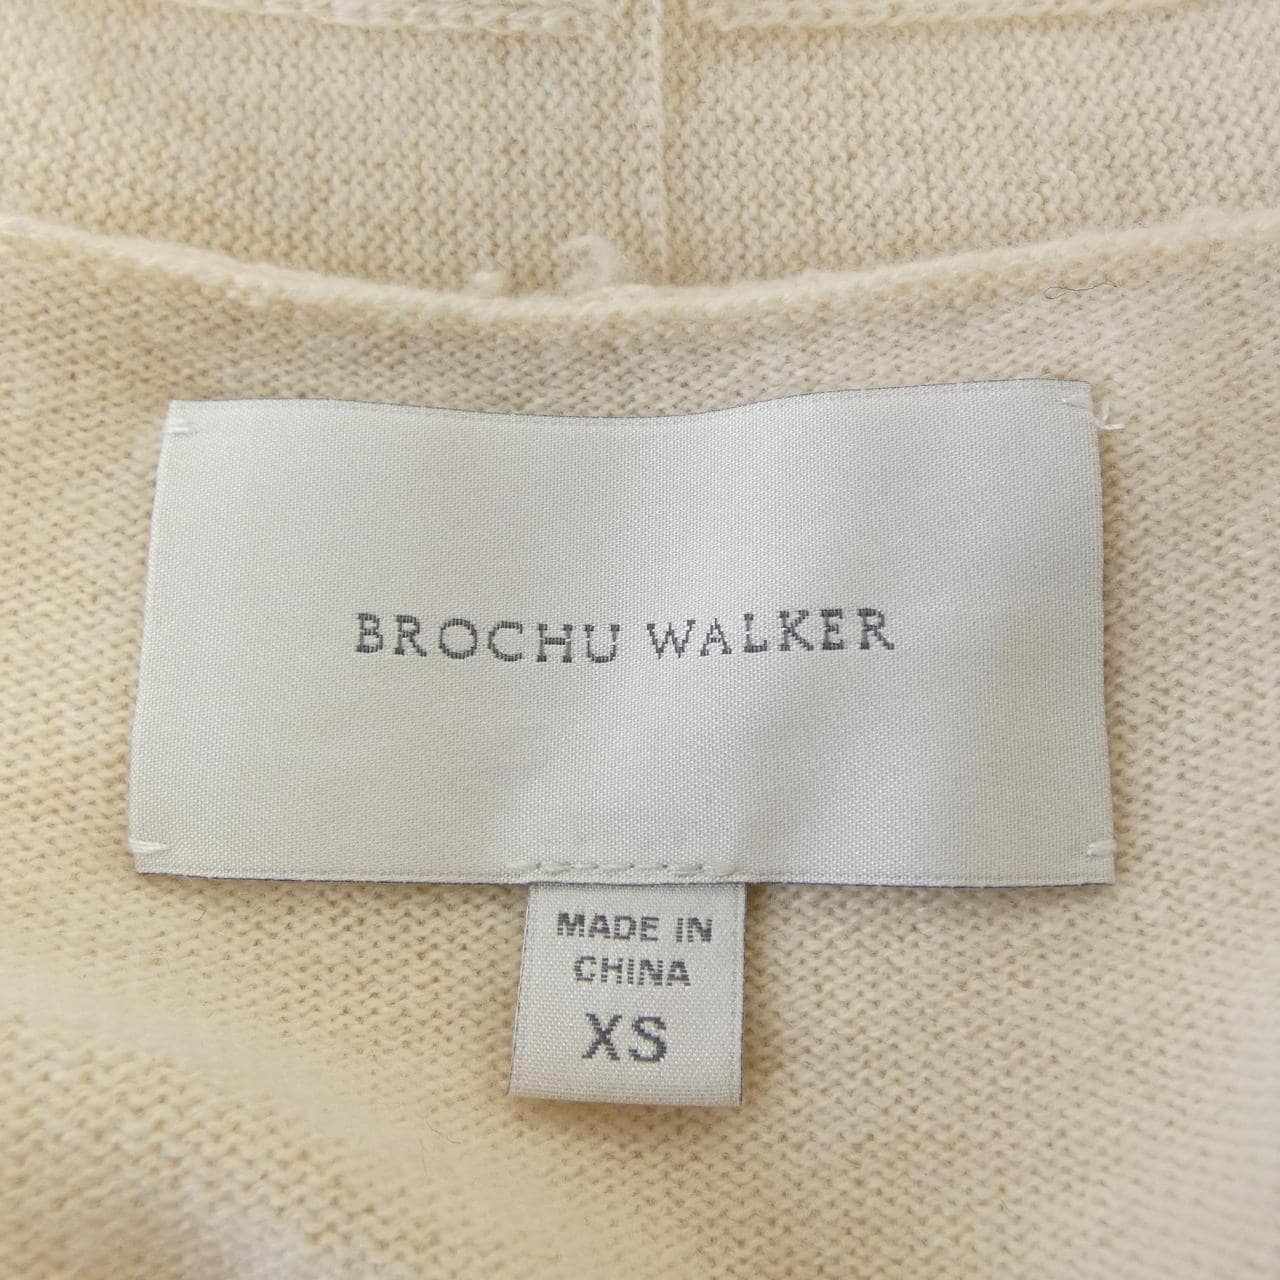 BROCHU WALKER
MADE IN
CHINA
XS